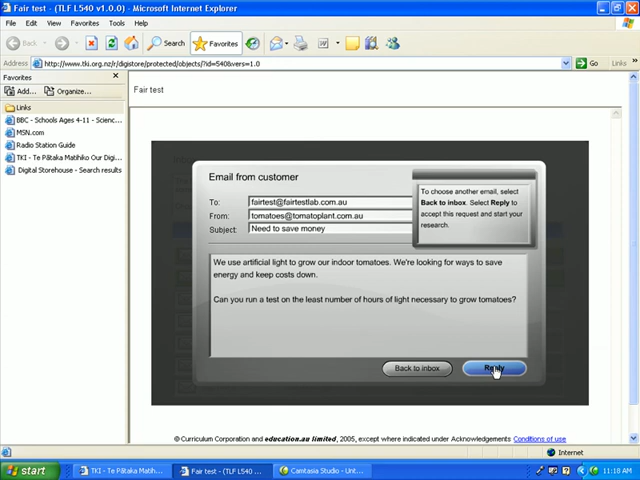 Fair test - (TLF L540 v1.0.0) - Microsoft Internet Explorer
File Edit View Favorites Tools Help
Back Search Favorites
Address http://www.tki.org.nz/r/digistore/protected/objects/?id=540&vers=1.0 Go Links »
Favorites
Add... Organize...
Links
BBC - Schools Ages 4-11 - Scienc...
MSN.com
Radio Station Guide
TKI - Te Pātaka Matihiko Our Digi...
Digital Storehouse - Search results
Fair test
Email from customer
To: fairtest@fairtestlab.com.au
From: tomatoes@tomatoplant.com.au
Subject: Need to save money
To choose another email, select
Back to inbox. Select Reply to
accept this request and start your
research.
We use artificial light to grow our indoor tomatoes. We're looking for ways to save
energy and keep costs down.
Can you run a test on the least number of hours of light necessary to grow tomatoes?
Back to inbox Reply
© Curriculum Corporation and education.au limited, 2005, except where indicated under Acknowledgements Conditions of use
Internet
start TKI - Te Pātaka Matih... Fair test - (TLF L540 ... Camtasia Studio - Unt... 11:18 AM